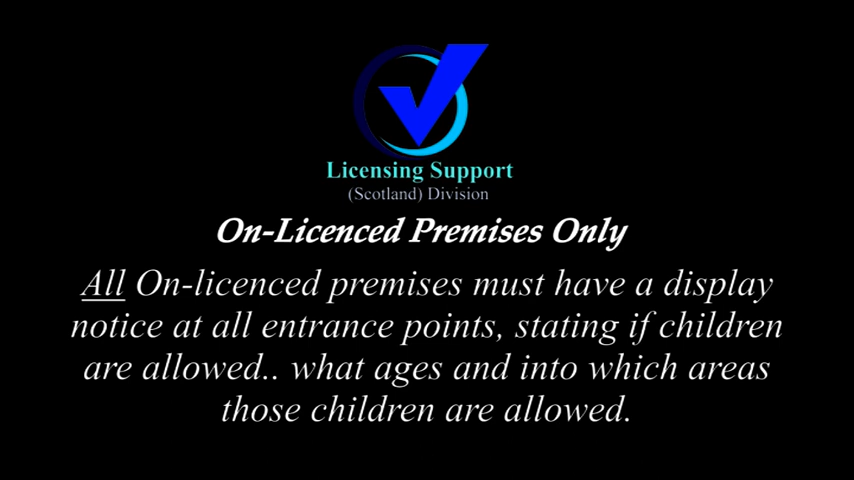 Licensing Support
(Scotland) Division
On-Licenced Premises Only
All On-licenced premises must have a display
notice at all entrance points, stating if children
are allowed.. what ages and into which areas
those children are allowed.